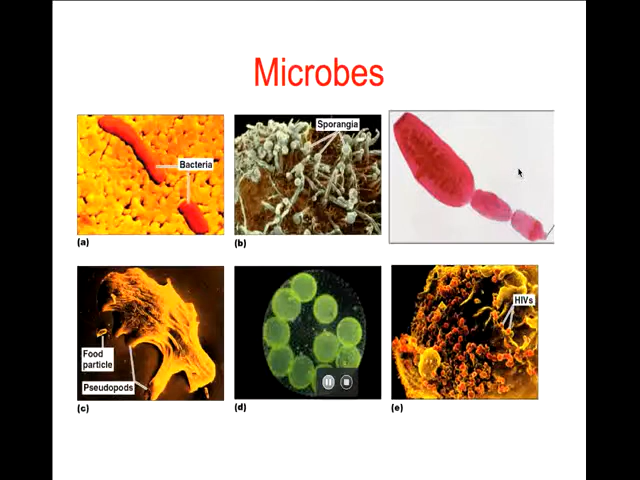 Microbes
Bacteria
(a)
Sporangia
(b)
Food
particle
Pseudopods
(c)
(d)
HIVs
(e)